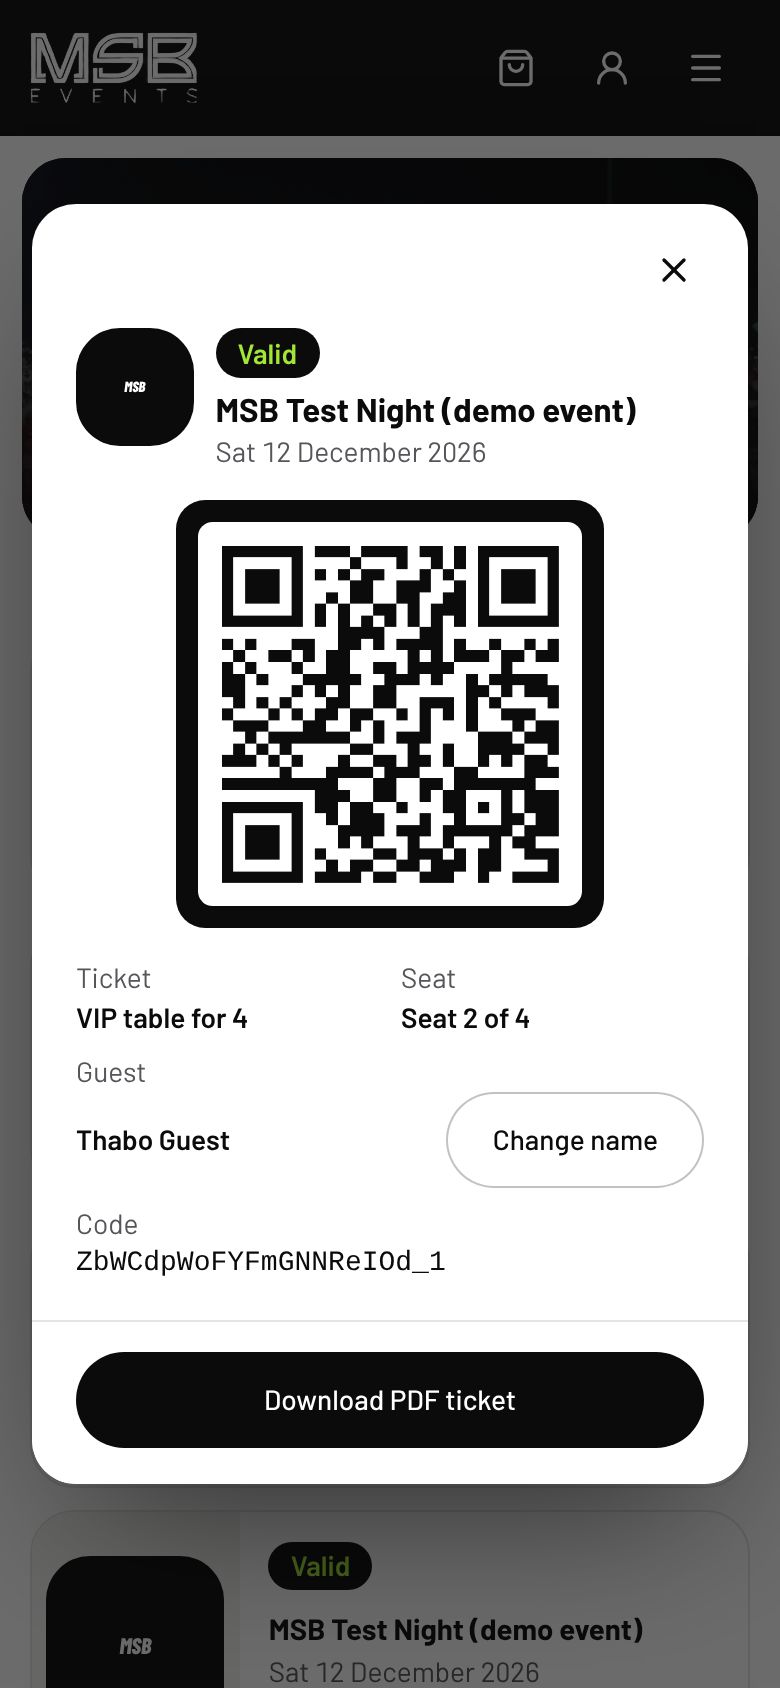 MSB
EVENTS
Valid
MSB
MSB Test Night (demo event)
Sat 12 December 2026
Ticket
VIP table for 4
Seat
Seat 2 of 4
Guest
Thabo Guest
Change name
Code
ZbWCdpWoFYFmGNNReIOd_1
Download PDF ticket
Valid
MSB
MSB Test Night (demo event)
Sat 12 December 2026